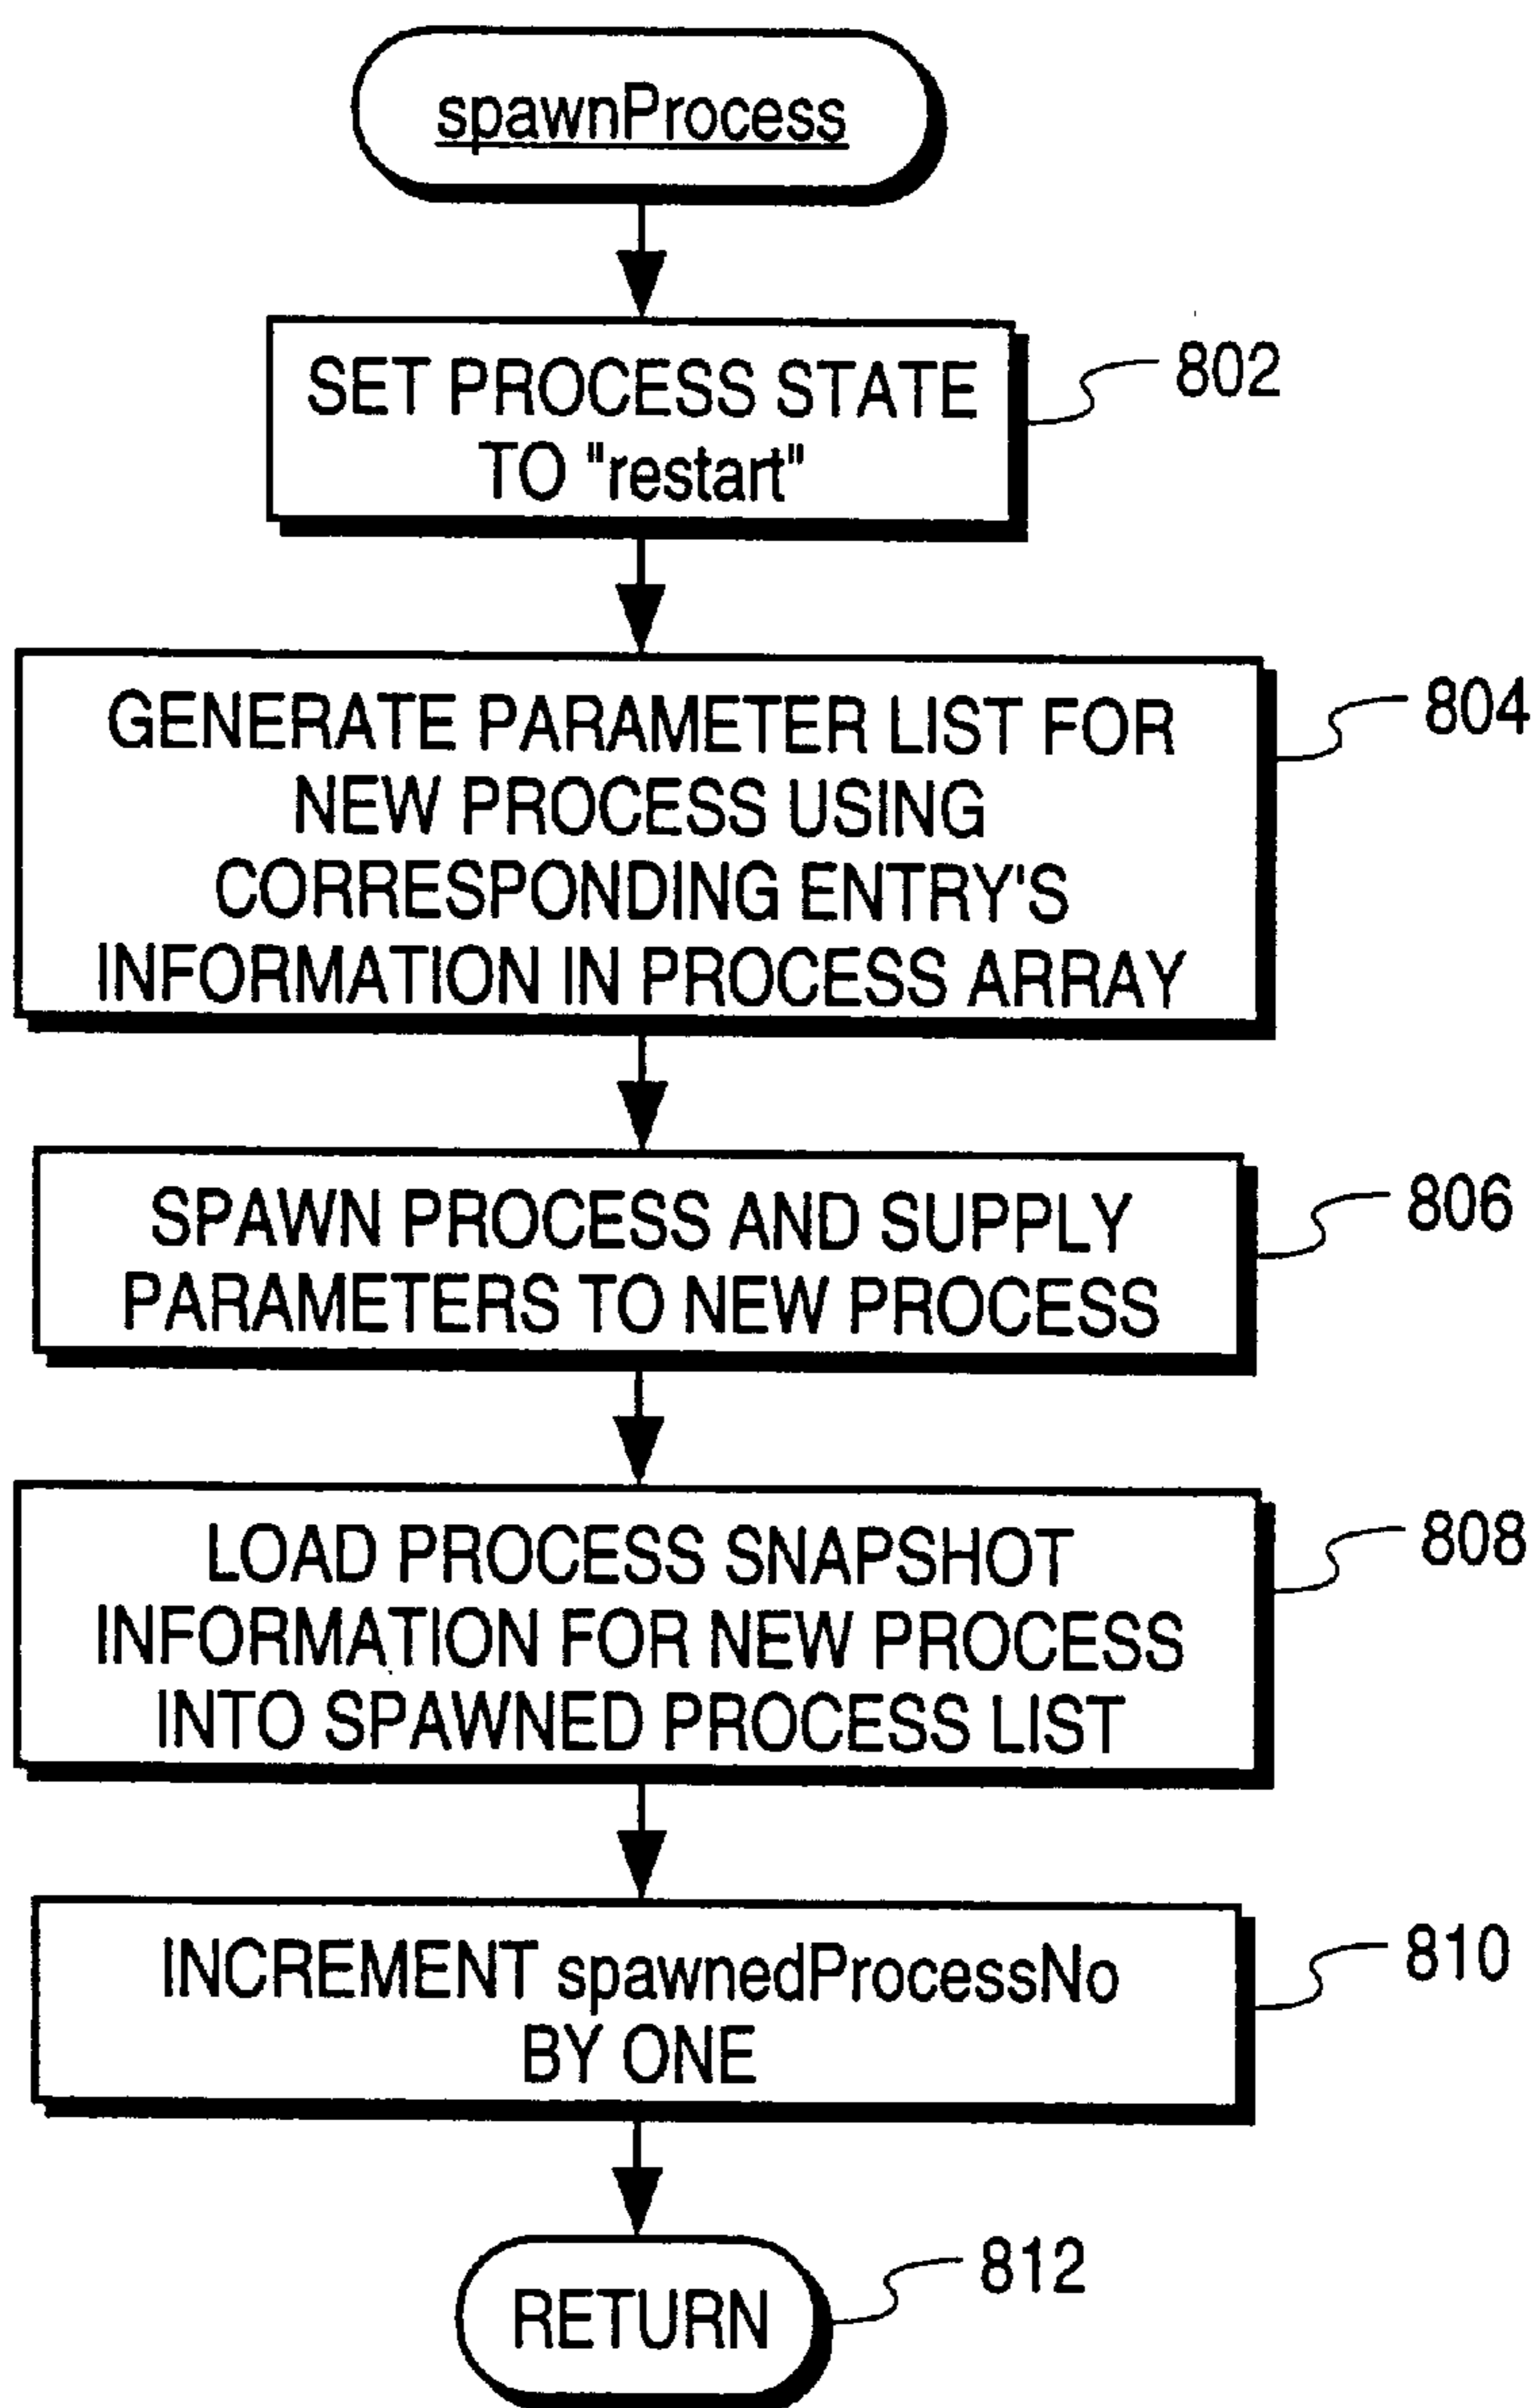 spawnProcess
SET PROCESS STATE
TO "restart"
802
GENERATE PARAMETER LIST FOR
NEW PROCESS USING
CORRESPONDING ENTRY'S
INFORMATION IN PROCESS ARRAY
804
SPAWN PROCESS AND SUPPLY
PARAMETERS TO NEW PROCESS
806
LOAD PROCESS SNAPSHOT
INFORMATION FOR NEW PROCESS
INTO SPAWNED PROCESS LIST
808
INCREMENT spawnedProcessNo
BY ONE
810
RETURN
812